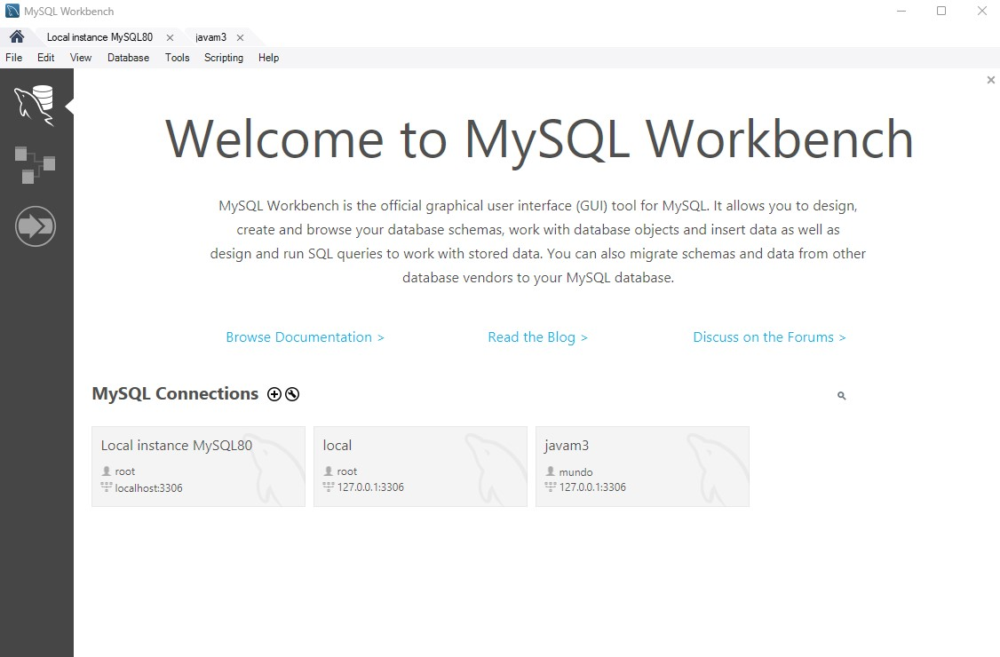 MySQL Workbench
Local instance MySQL80 javam3
File Edit View Database Tools Scripting Help
Welcome to MySQL Workbench
MySQL Workbench is the official graphical user interface (GUI) tool for MySQL. It allows you to design,
create and browse your database schemas, work with database objects and insert data as well as
design and run SQL queries to work with stored data. You can also migrate schemas and data from other
database vendors to your MySQL database.
Browse Documentation > Read the Blog > Discuss on the Forums >
MySQL Connections
Local instance MySQL80
root
localhost:3306
local
root
127.0.0.1:3306
javam3
mundo
127.0.0.1:3306